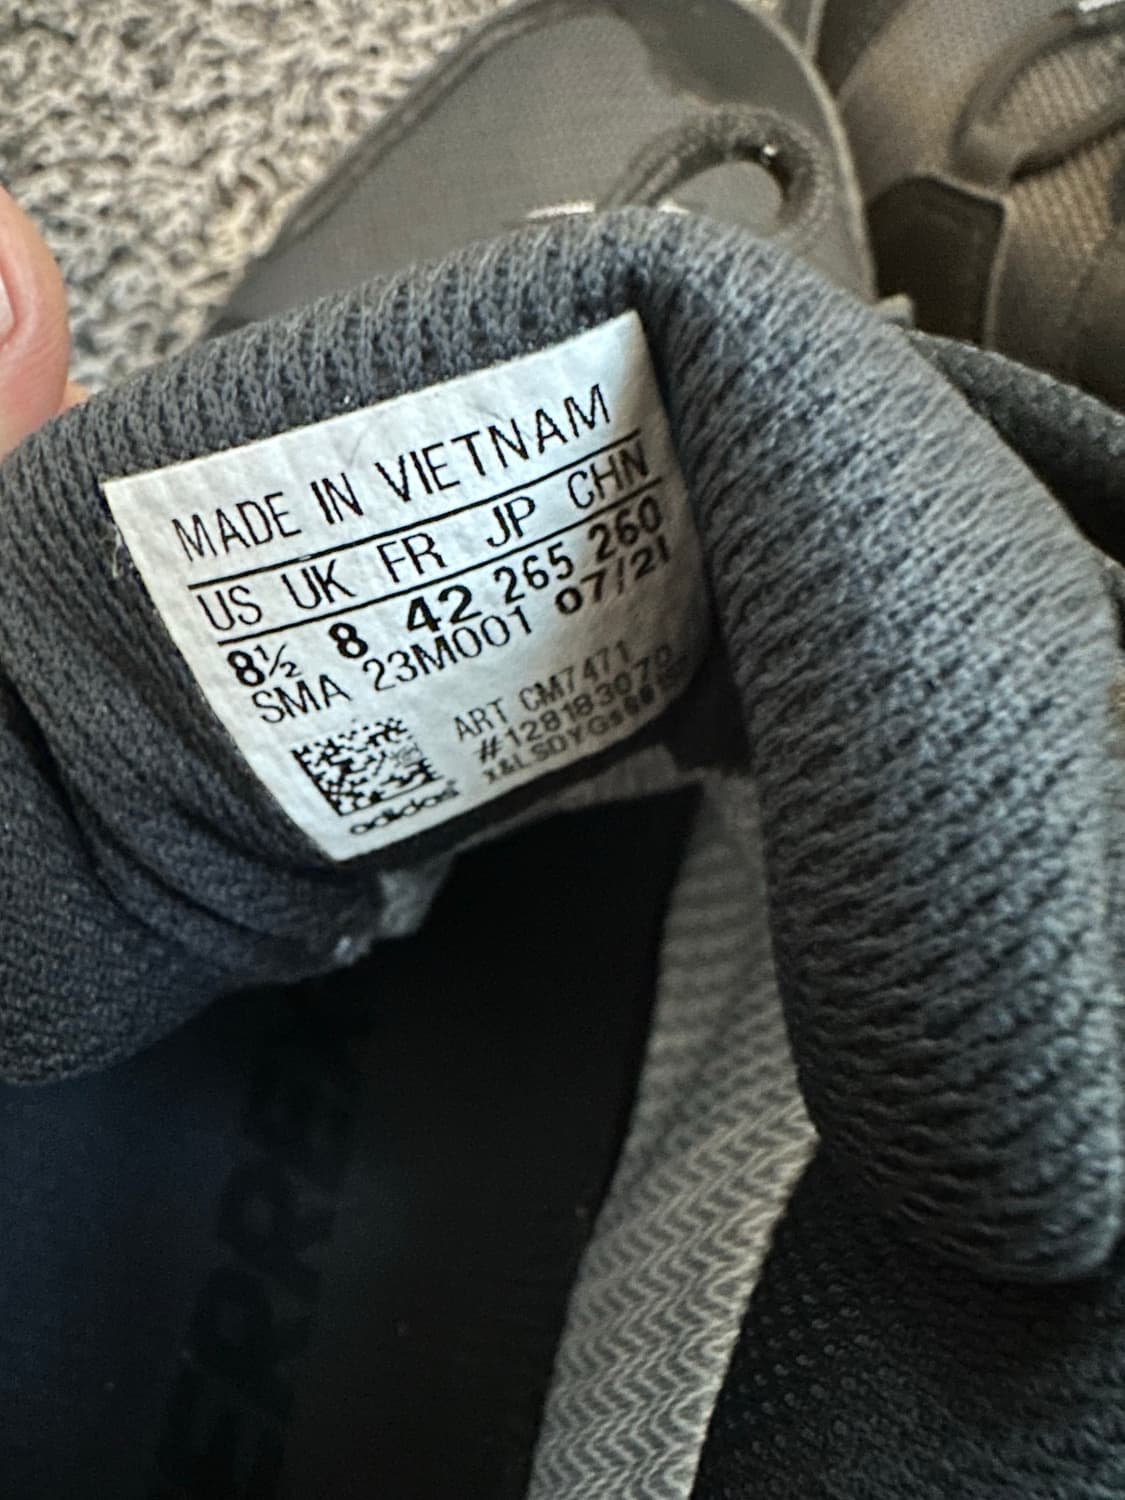 MADE IN VIETNAM
US UK FR JP CHN
8½ 8 42 265 260
SMA 23M001 07/21
ART CM7471
#128183070
adidas